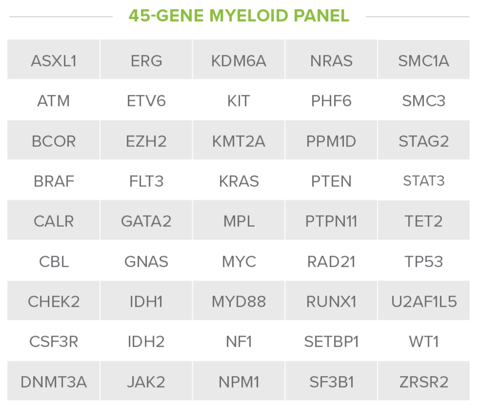 45-GENE MYELOID PANEL
ASXL1 ERG KDM6A NRAS SMC1A
ATM ETV6 KIT PHF6 SMC3
BCOR EZH2 KMT2A PPM1D STAG2
BRAF FLT3 KRAS PTEN STAT3
CALR GATA2 MPL PTPN11 TET2
CBL GNAS MYC RAD21 TP53
CHEK2 IDH1 MYD88 RUNX1 U2AF1L5
CSF3R IDH2 NF1 SETBP1 WT1
DNMT3A JAK2 NPM1 SF3B1 ZRSR2